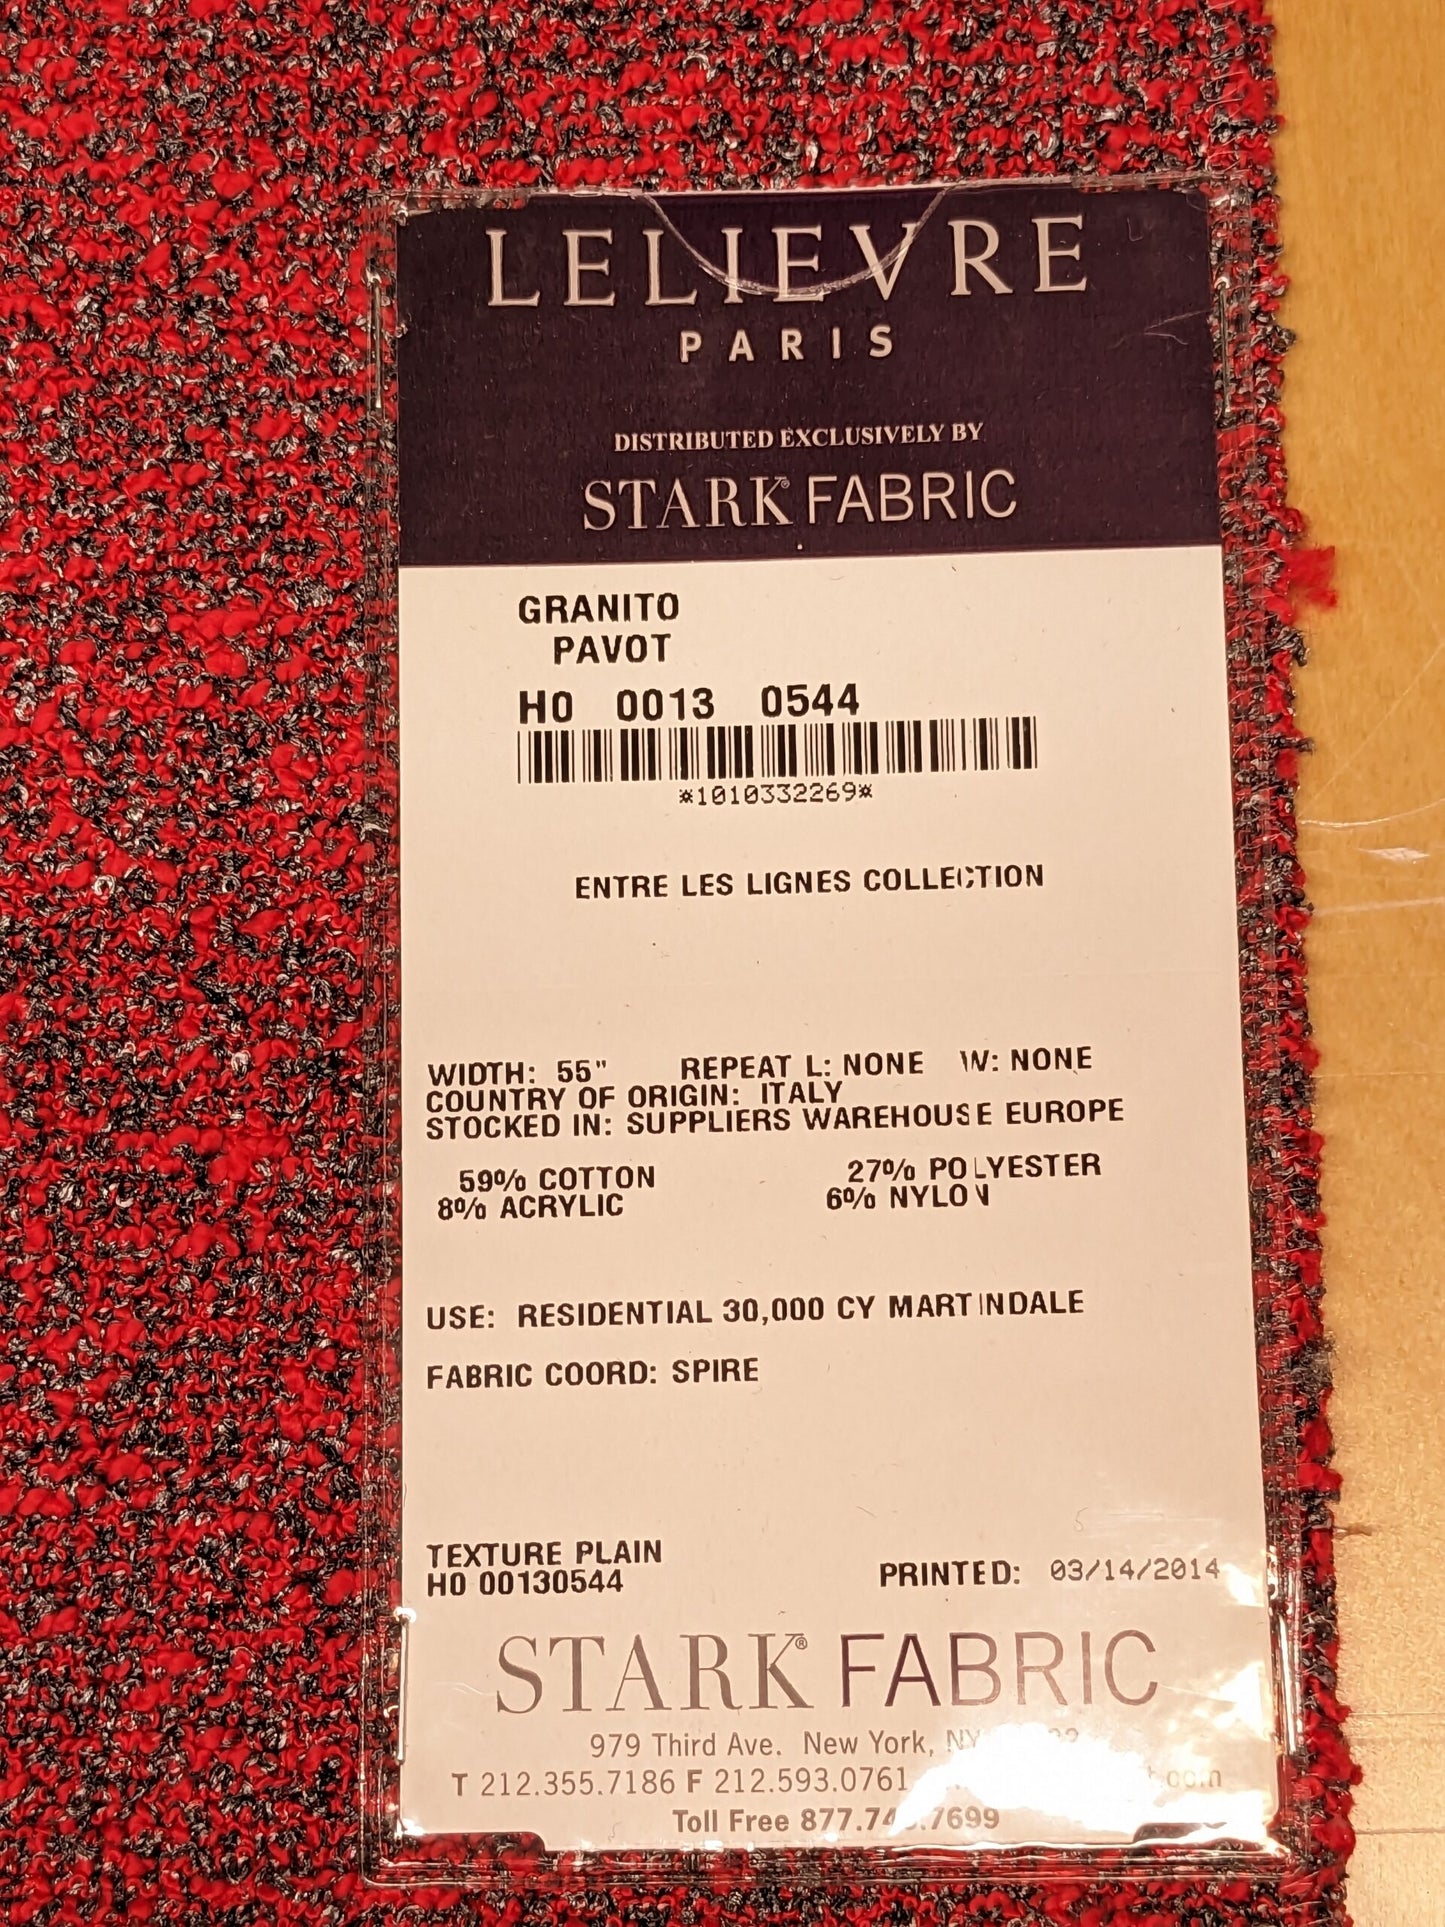 LELIEVRE
PARIS
DISTRIBUTED EXCLUSIVELY BY
STARK® FABRIC
GRANITO
PAVOT
H0 0013 0544
*1010332269*
ENTRE LES LIGNES COLLECTION
WIDTH: 55" REPEAT L: NONE W: NONE
COUNTRY OF ORIGIN: ITALY
STOCKED IN: SUPPLIERS WAREHOUSE EUROPE
59% COTTON 27% POLYESTER
8% ACRYLIC 6% NYLON
USE: RESIDENTIAL 30,000 CY MARTINDALE
FABRIC COORD: SPIRE
TEXTURE PLAIN
H0 00130544 PRINTED: 03/14/2014
STARK® FABRIC
979 Third Ave. New York, NY
T 212.355.7186 F 212.593.0761
Toll Free